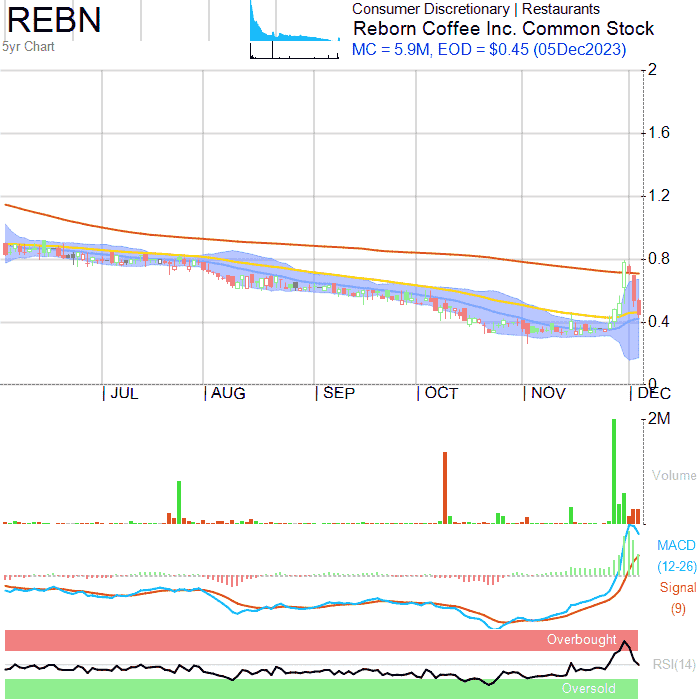 REBN
5yr Chart
Consumer Discretionary | Restaurants
Reborn Coffee Inc. Common Stock
MC = 5.9M, EOD = $0.45 (05Dec2023)
2
1.6
1.2
0.8
0.4
0
JUL
AUG
SEP
OCT
NOV
DEC
2M
Volume
MACD
(12-26)
Signal
(9)
Overbought
RSI(14)
Oversold